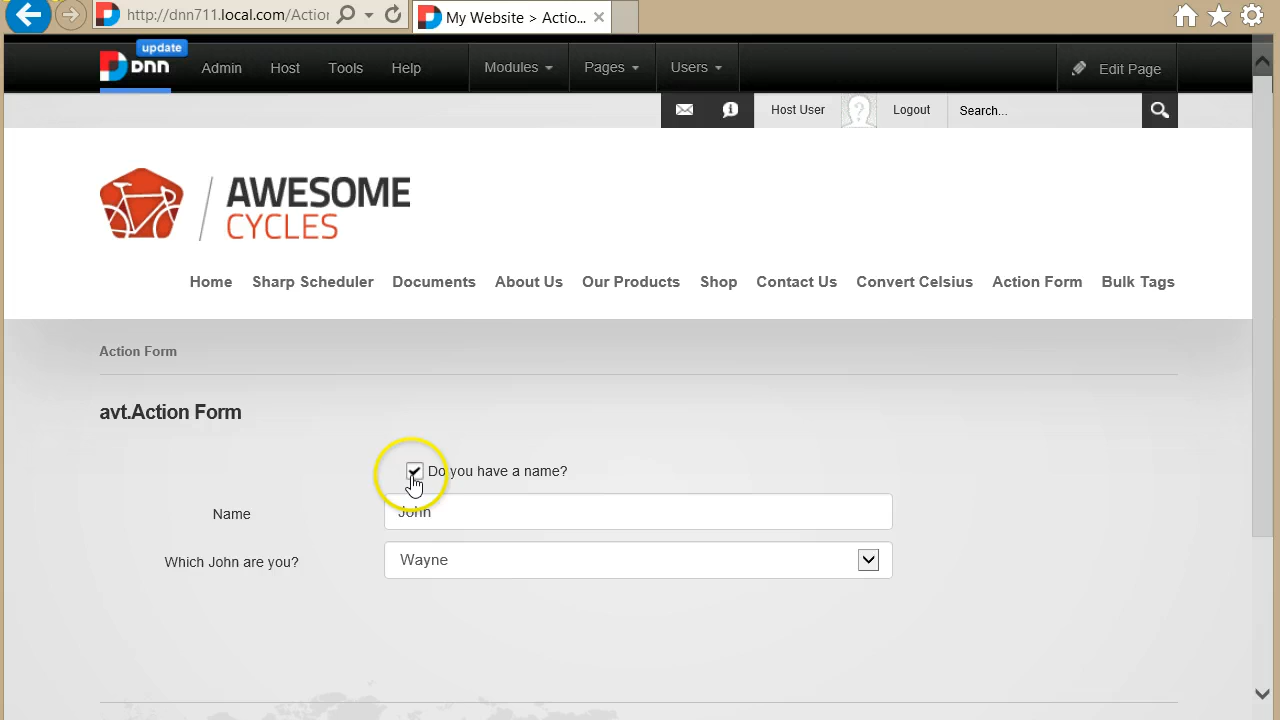 http://dnn711.local.com/Action
My Website > Actio...
update
DNN
Admin Host Tools Help Modules Pages Users Edit Page
Host User Logout Search...
AWESOME
CYCLES
Home Sharp Scheduler Documents About Us Our Products Shop Contact Us Convert Celsius Action Form Bulk Tags
Action Form
avt.Action Form
Do you have a name?
Name John
Which John are you? Wayne